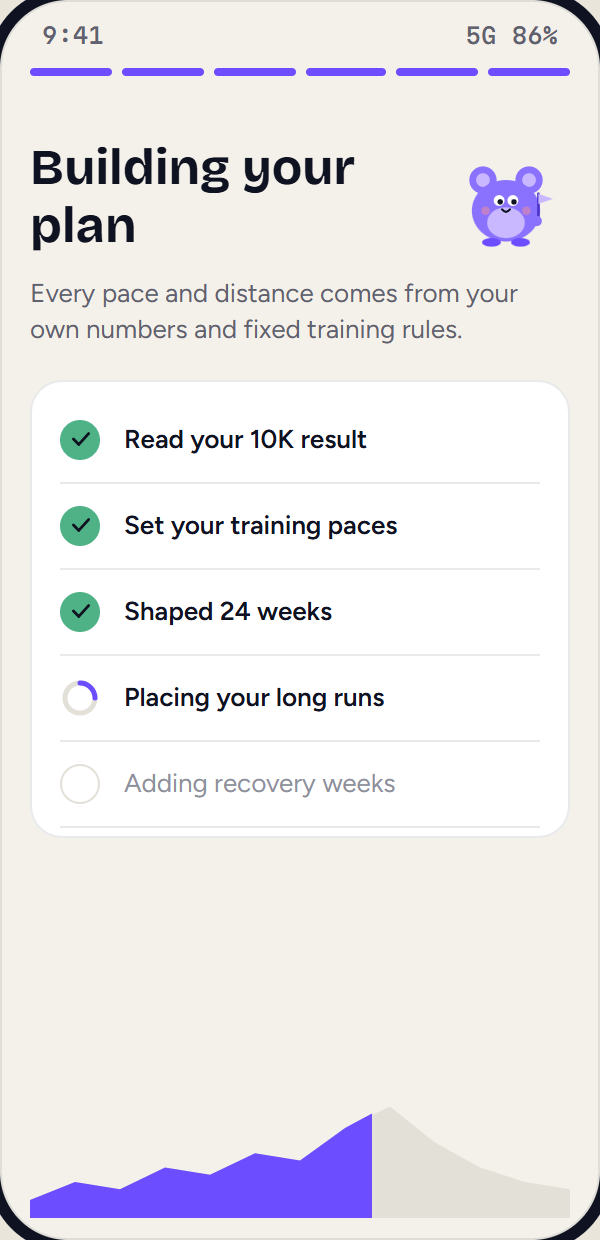 9:41
5G 86%
Building your
plan
Every pace and distance comes from your
own numbers and fixed training rules.
Read your 10K result
Set your training paces
Shaped 24 weeks
Placing your long runs
Adding recovery weeks